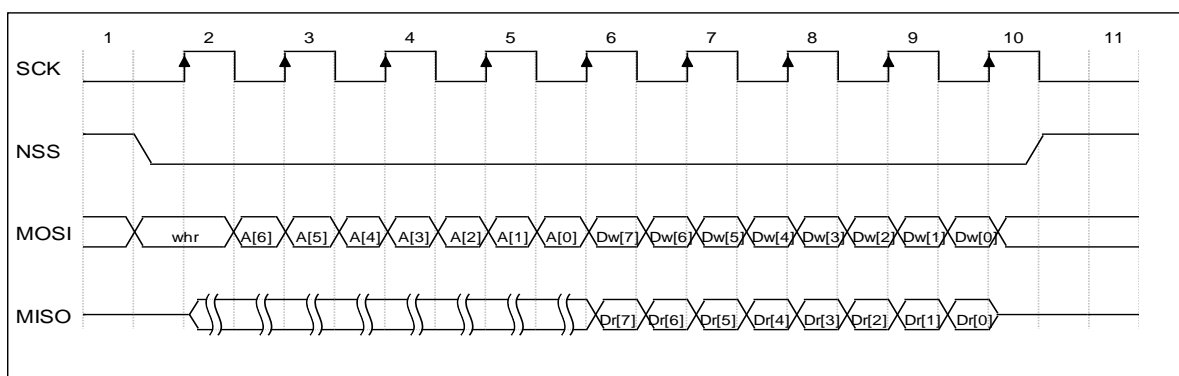 1 2 3 4 5 6 7 8 9 10 11
SCK
NSS
MOSI whr A[6] A[5] A[4] A[3] A[2] A[1] A[0] Dw[7] Dw[6] Dw[5] Dw[4] Dw[3] Dw[2] Dw[1] Dw[0]
MISO Dr[7] Dr[6] Dr[5] Dr[4] Dr[3] Dr[2] Dr[1] Dr[0]